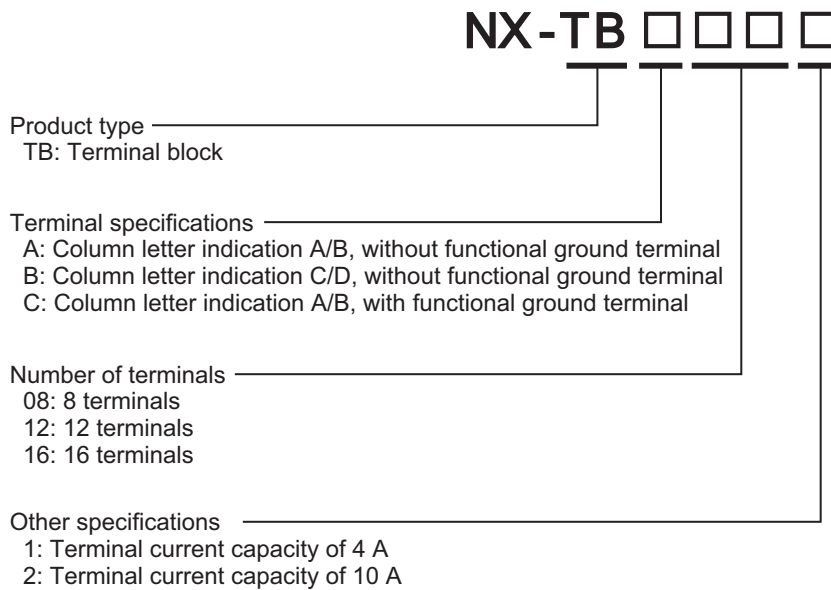 NX-TB □ □ □ □
Product type
TB: Terminal block
Terminal specifications
A: Column letter indication A/B, without functional ground terminal
B: Column letter indication C/D, without functional ground terminal
C: Column letter indication A/B, with functional ground terminal
Number of terminals
08: 8 terminals
12: 12 terminals
16: 16 terminals
Other specifications
1: Terminal current capacity of 4 A
2: Terminal current capacity of 10 A